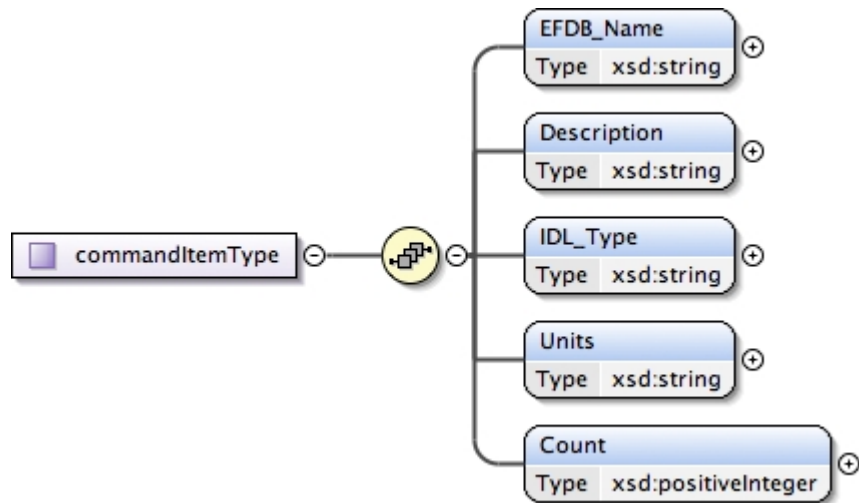 EFDB_Name
Type xsd:string
Description
Type xsd:string
commandItemType
IDL_Type
Type xsd:string
Units
Type xsd:string
Count
Type xsd:positiveInteger